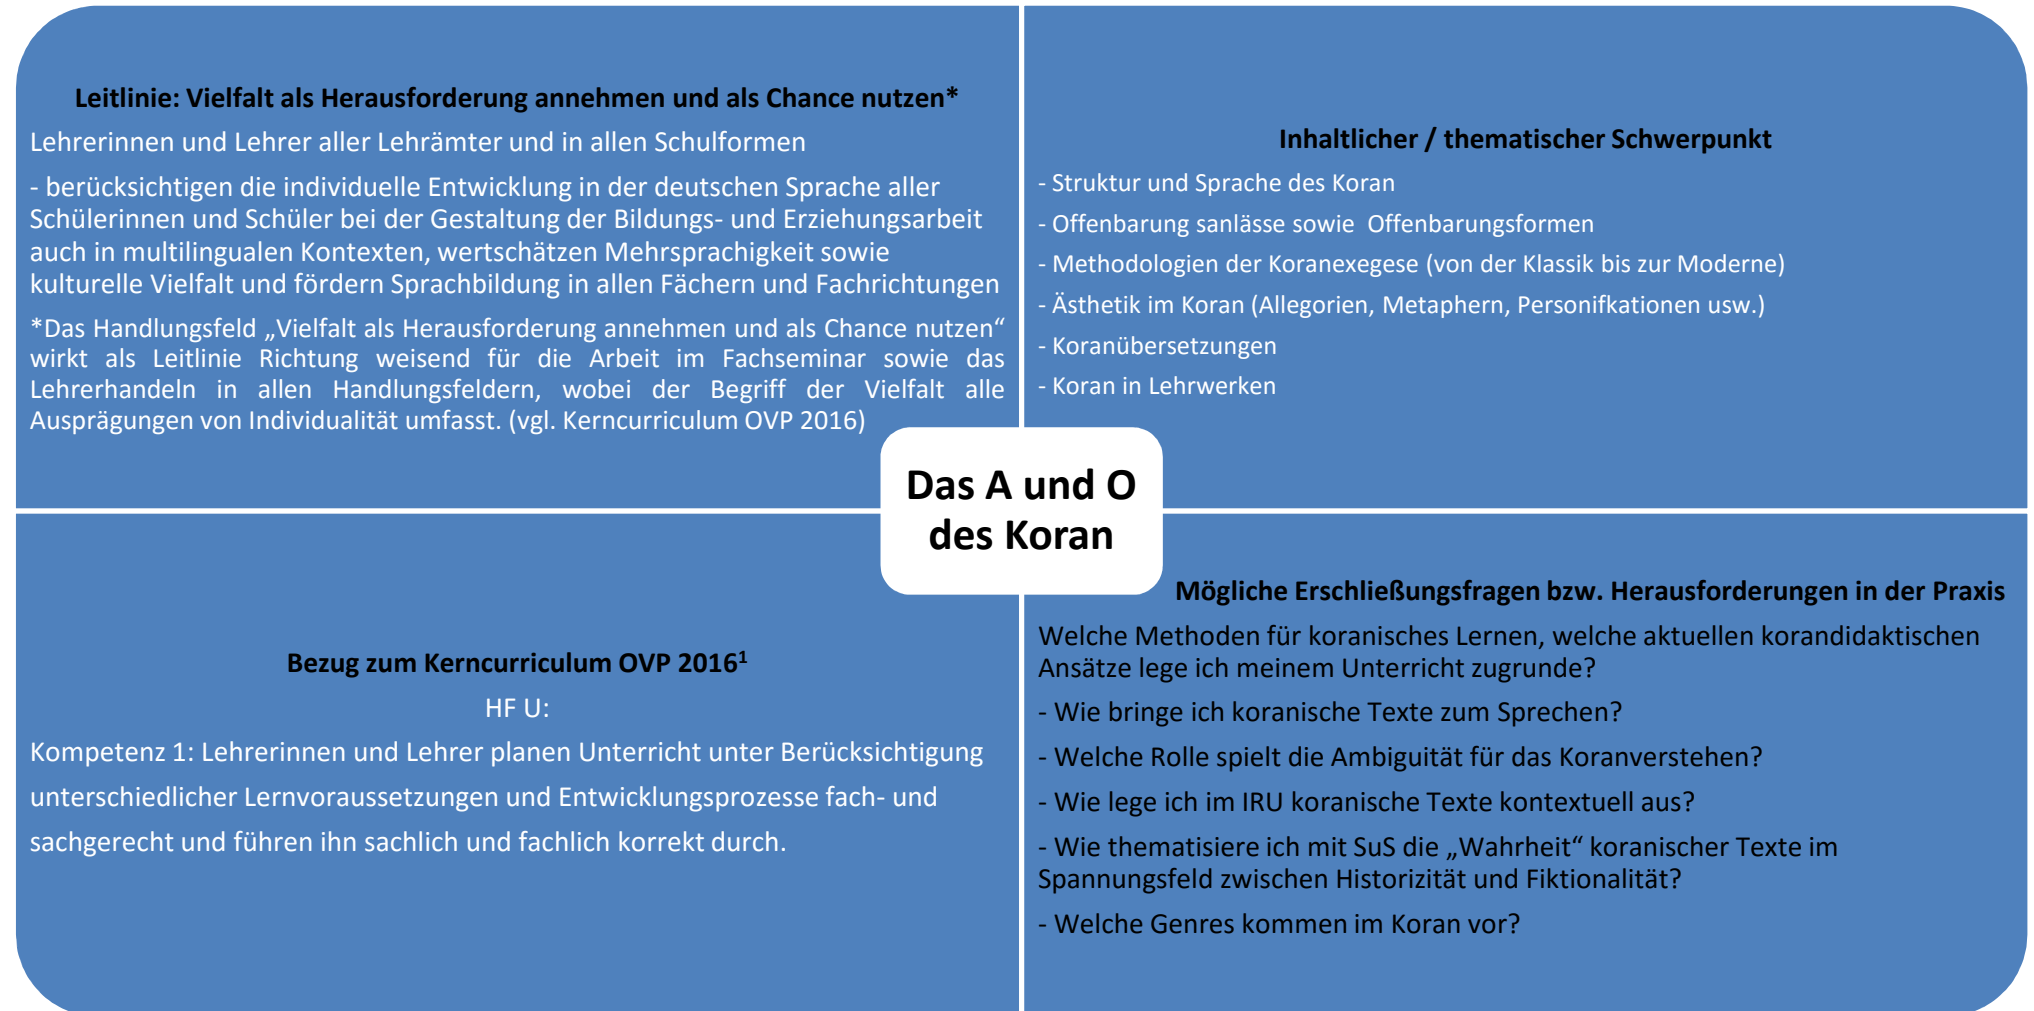 Leitlinie: Vielfalt als Herausforderung annehmen und als Chance nutzen*
Lehrerinnen und Lehrer aller Lehrämter und in allen Schulformen
- berücksichtigen die individuelle Entwicklung in der deutschen Sprache aller
Schülerinnen und Schüler bei der Gestaltung der Bildungs- und Erziehungsarbeit
auch in multilingualen Kontexten, wertschätzen Mehrsprachigkeit sowie
kulturelle Vielfalt und fördern Sprachbildung in allen Fächern und Fachrichtungen
*Das Handlungsfeld „Vielfalt als Herausforderung annehmen und als Chance nutzen“
wirkt als Leitlinie Richtung weisend für die Arbeit im Fachseminar sowie das
Lehrerhandeln in allen Handlungsfeldern, wobei der Begriff der Vielfalt alle
Ausprägungen von Individualität umfasst. (vgl. Kerncurriculum OVP 2016)
Inhaltlicher / thematischer Schwerpunkt
- Struktur und Sprache des Koran
- Offenbarung sanlässe sowie Offenbarungsformen
- Methodologien der Koranexegese (von der Klassik bis zur Moderne)
- Ästhetik im Koran (Allegorien, Metaphern, Personifkationen usw.)
- Koranübersetzungen
- Koran in Lehrwerken
Das A und O
des Koran
Bezug zum Kerncurriculum OVP 2016¹
HF U:
Kompetenz 1: Lehrerinnen und Lehrer planen Unterricht unter Berücksichtigung
unterschiedlicher Lernvoraussetzungen und Entwicklungsprozesse fach- und
sachgerecht und führen ihn sachlich und fachlich korrekt durch.
Mögliche Erschließungsfragen bzw. Herausforderungen in der Praxis
Welche Methoden für koranisches Lernen, welche aktuellen korandidaktischen
Ansätze lege ich meinem Unterricht zugrunde?
- Wie bringe ich koranische Texte zum Sprechen?
- Welche Rolle spielt die Ambiguität für das Koranverstehen?
- Wie lege ich im IRU koranische Texte kontextuell aus?
- Wie thematisiere ich mit SuS die „Wahrheit“ koranischer Texte im
Spannungsfeld zwischen Historizität und Fiktionalität?
- Welche Genres kommen im Koran vor?